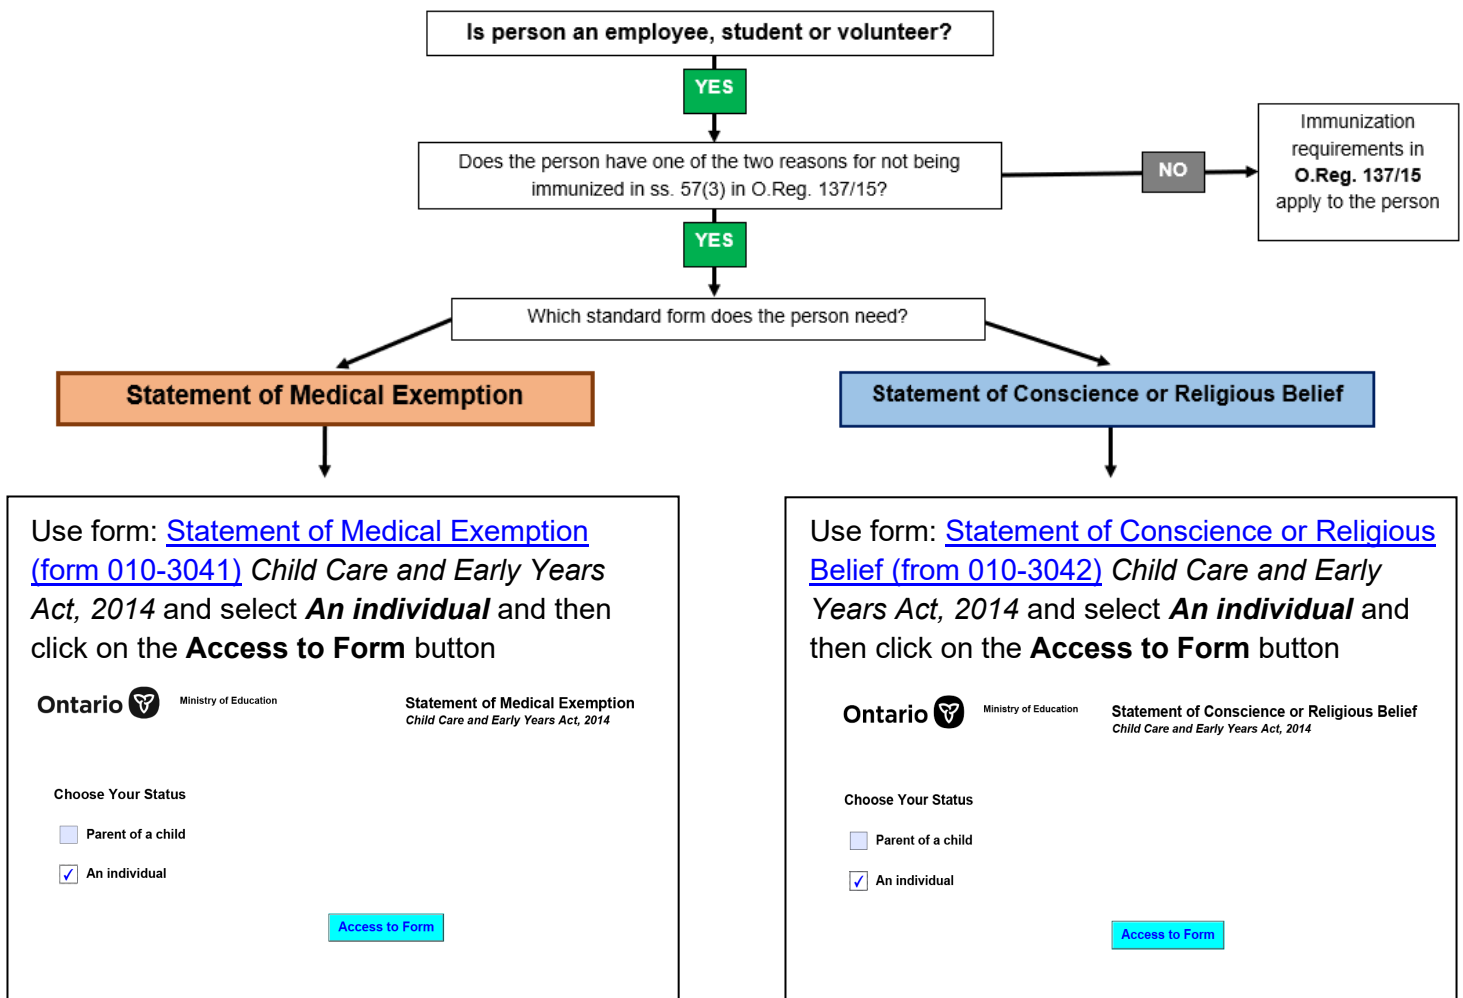 Is person an employee, student or volunteer?
YES
Does the person have one of the two reasons for not being
immunized in ss. 57(3) in O.Reg. 137/15?
NO
Immunization
requirements in
O.Reg. 137/15
apply to the person
YES
Which standard form does the person need?
Statement of Medical Exemption
Statement of Conscience or Religious Belief
Use form: Statement of Medical Exemption
(form 010-3041) Child Care and Early Years
Act, 2014 and select An individual and then
click on the Access to Form button
Ontario
Ministry of Education
Statement of Medical Exemption
Child Care and Early Years Act, 2014
Choose Your Status
Parent of a child
An individual
Access to Form
Use form: Statement of Conscience or Religious
Belief (from 010-3042) Child Care and Early
Years Act, 2014 and select An individual and
then click on the Access to Form button
Ontario
Ministry of Education
Statement of Conscience or Religious Belief
Child Care and Early Years Act, 2014
Choose Your Status
Parent of a child
An individual
Access to Form